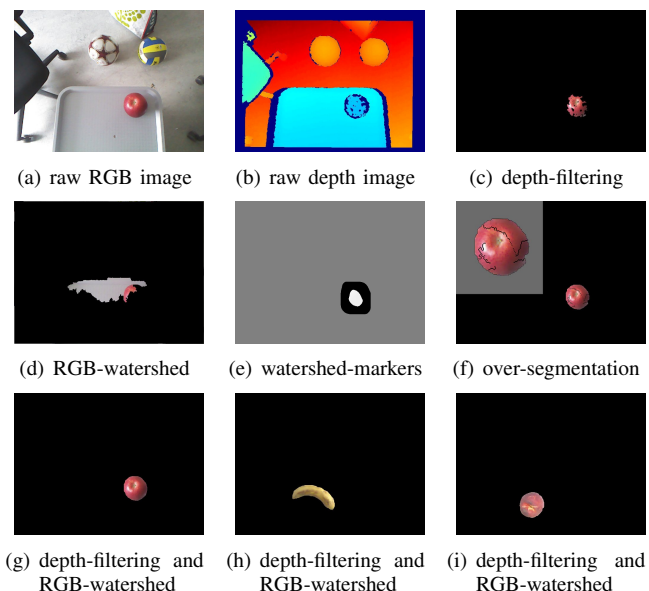 (a) raw RGB image
(b) raw depth image
(c) depth-filtering
(d) RGB-watershed
(e) watershed-markers
(f) over-segmentation
(g) depth-filtering and
RGB-watershed
(h) depth-filtering and
RGB-watershed
(i) depth-filtering and
RGB-watershed